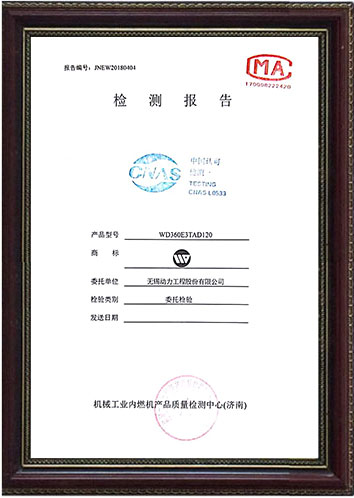 报告编号: JNEW20180404
MA
170008222420
检测报告
CNAS
中国认可
检测
TESTING
CNAS L0533
产品型号 WD360E3TAD120
商标
委托单位 无锡动力工程股份有限公司
检验类别 委托检验
发送日期
机械工业内燃机产品质量检测中心(济南)